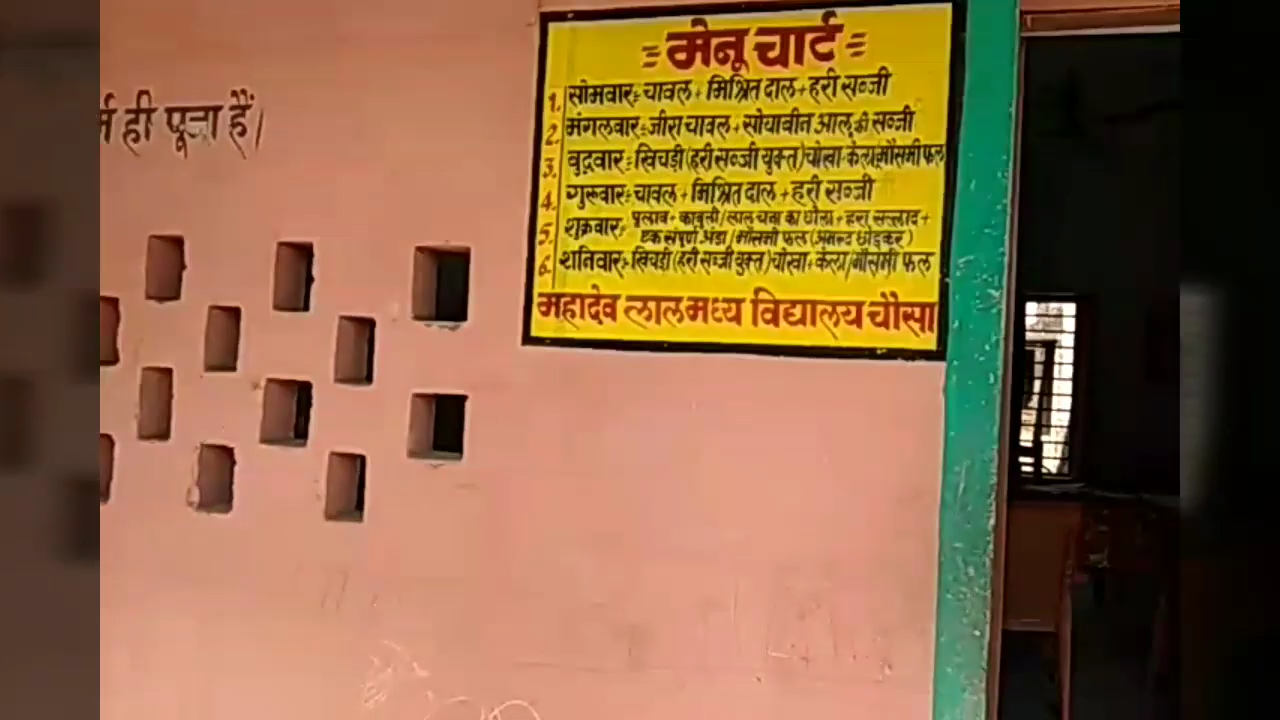 ही पूजा हैं।
= मेनू चार्ट =
1. सोमवार:- चावल + मिश्रित दाल + हरी सब्जी
2. मंगलवार:- जीरा चावल + सोयाबीन आलू की सब्जी
3. बुद्धवार:- खिचड़ी (हरी सब्जी युक्त) चोखा + केला/मौसमी फल
4. गुरूवार:- चावल + मिश्रित दाल + हरी सब्जी
5. शुक्रवार:- पुलाव + काबुली/लाल चना का छोला + हरा सल्लाद +
एक संपूर्ण अंडा/मौसमी फल
6. शनिवार:- खिचड़ी (हरी सब्जी युक्त) चोखा + केला/मौसमी फल
महादेव लाल मध्य विद्यालय चौसा